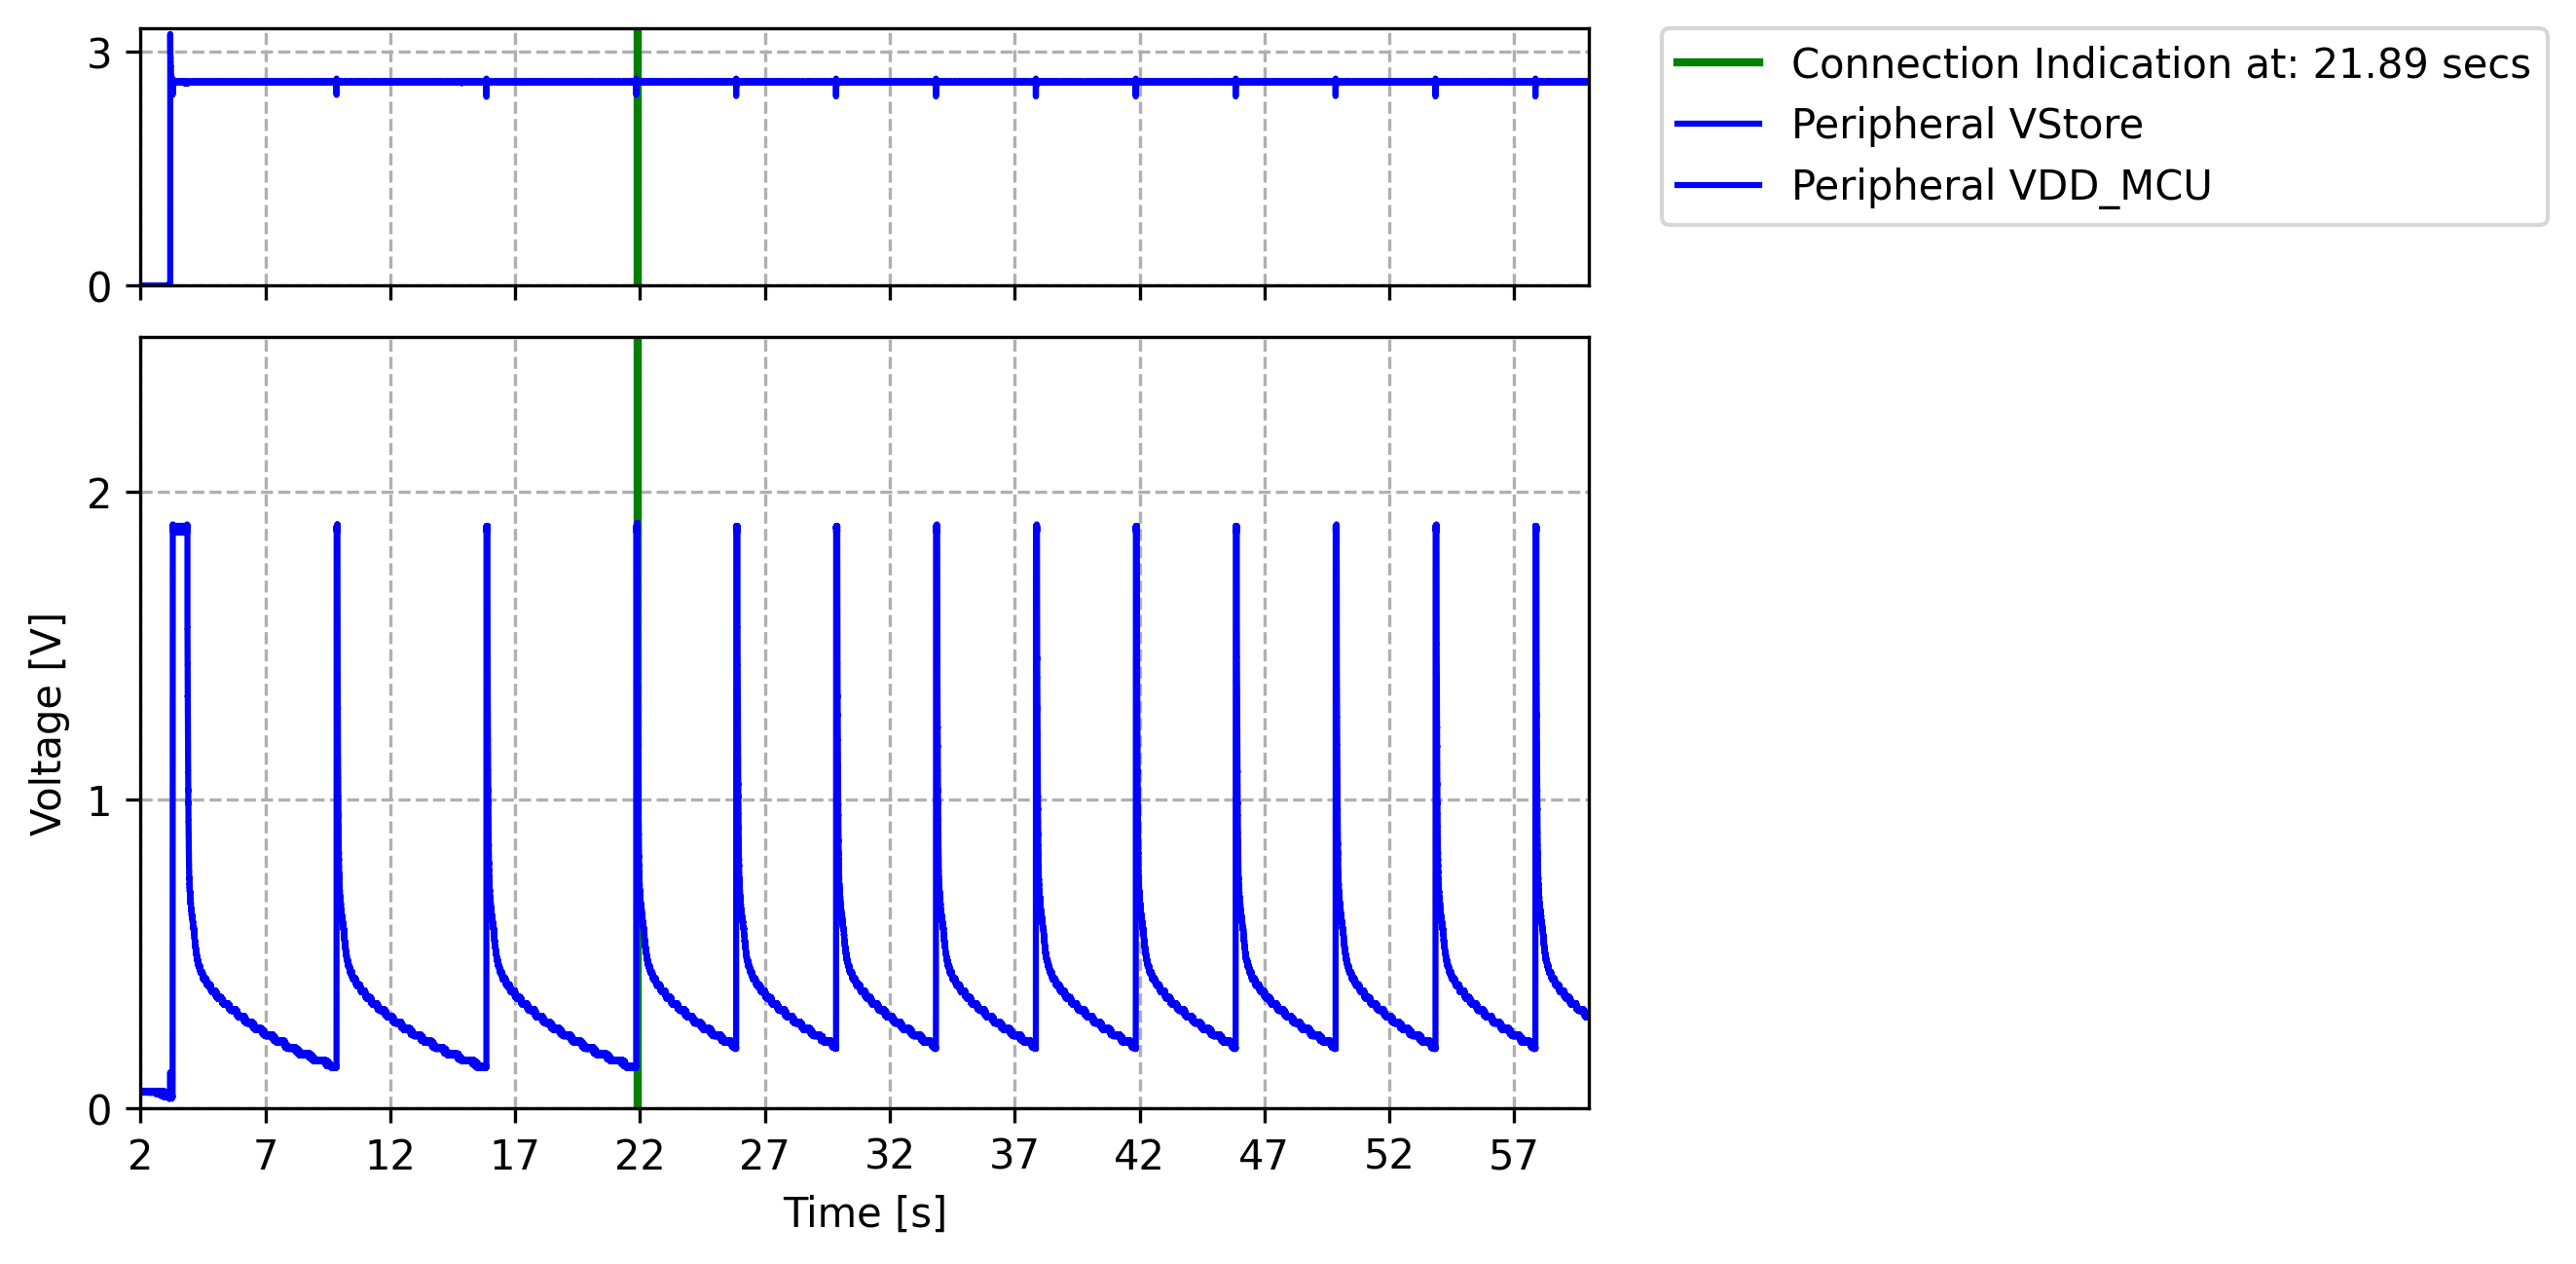 3
0
Connection Indication at: 21.89 secs
Peripheral VStore
Peripheral VDD_MCU
Voltage [V]
2
1
0
2 7 12 17 22 27 32 37 42 47 52 57
Time [s]